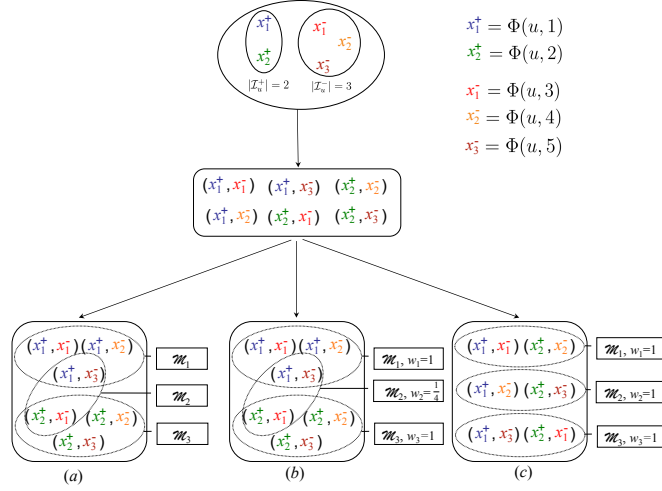 x₁⁺ x₁⁻
x₂⁻
x₂⁺ x₃⁻
|ℐᵤ⁺| = 2 |ℐᵤ⁻| = 3
x₁⁺ = Φ(u, 1)
x₂⁺ = Φ(u, 2)
x₁⁻ = Φ(u, 3)
x₂⁻ = Φ(u, 4)
x₃⁻ = Φ(u, 5)
(x₁⁺, x₁⁻) (x₁⁺, x₃⁻) (x₂⁺, x₂⁻)
(x₁⁺, x₂⁻) (x₂⁺, x₁⁻) (x₂⁺, x₃⁻)
(x₁⁺, x₁⁻)(x₁⁺, x₂⁻)
(x₁⁺, x₃⁻)
(x₂⁺, x₁⁻) (x₂⁺, x₂⁻)
(x₂⁺, x₃⁻)
ℳ₁
ℳ₂
ℳ₃
(a)
(x₁⁺, x₁⁻)(x₁⁺, x₂⁻)
(x₁⁺, x₃⁻)
(x₂⁺, x₁⁻) (x₂⁺, x₂⁻)
(x₂⁺, x₃⁻)
ℳ₁, w₁=1
ℳ₂, w₂=¼
ℳ₃, w₃=1
(b)
(x₁⁺, x₁⁻)(x₂⁺, x₂⁻)
(x₁⁺, x₂⁻)(x₂⁺, x₃⁻)
(x₁⁺, x₃⁻)(x₂⁺, x₁⁻)
ℳ₁, w₁=1
ℳ₂, w₂=1
ℳ₃, w₃=1
(c)